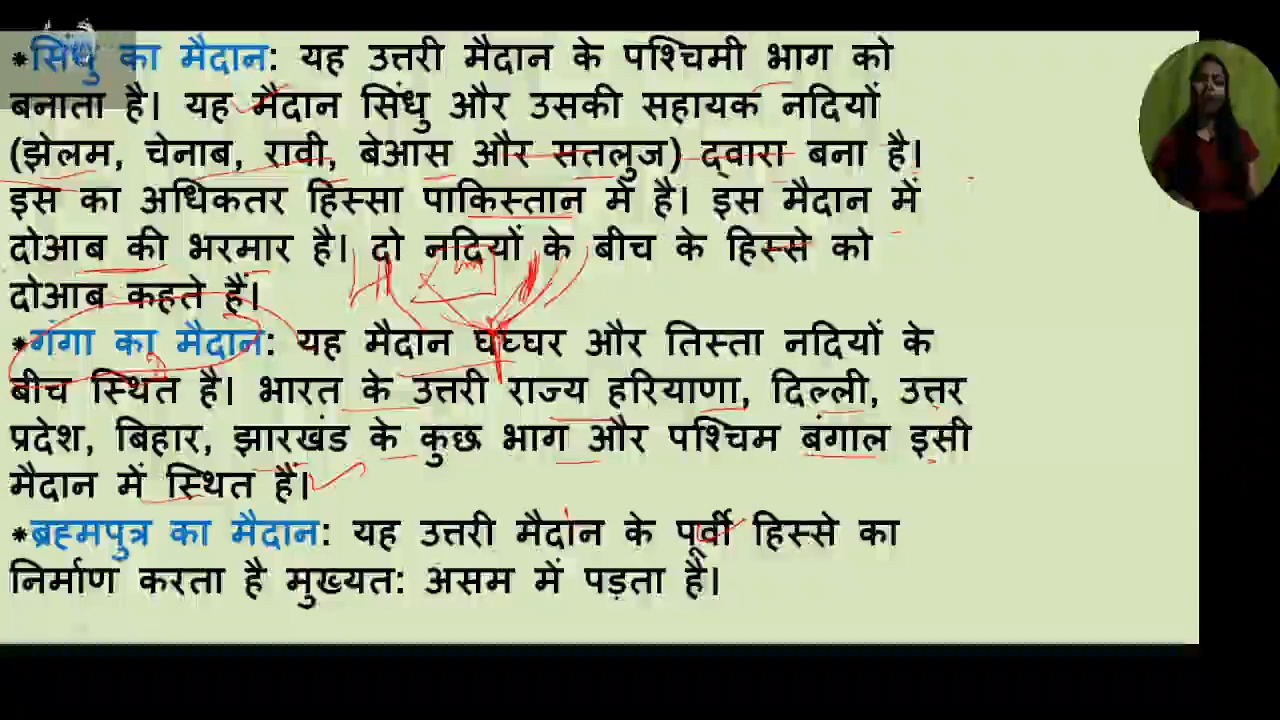 *सिंधु का मैदान: यह उत्तरी मैदान के पश्चिमी भाग को
बनाता है। यह मैदान सिंधु और उसकी सहायक नदियों
(झेलम, चेनाब, रावी, बेआस और सतलुज) द्वारा बना है।
इस का अधिकतर हिस्सा पाकिस्तान में है। इस मैदान में
दोआब की भरमार है। दो नदियों के बीच के हिस्से को
दोआब कहते हैं।
*गंगा का मैदान: यह मैदान घघ्घर और तिस्ता नदियों के
बीच स्थित है। भारत के उत्तरी राज्य हरियाणा, दिल्ली, उत्तर
प्रदेश, बिहार, झारखंड के कुछ भाग और पश्चिम बंगाल इसी
मैदान में स्थित हैं।
*ब्रह्मपुत्र का मैदान: यह उत्तरी मैदान के पूर्वी हिस्से का
निर्माण करता है मुख्यत: असम में पड़ता है।